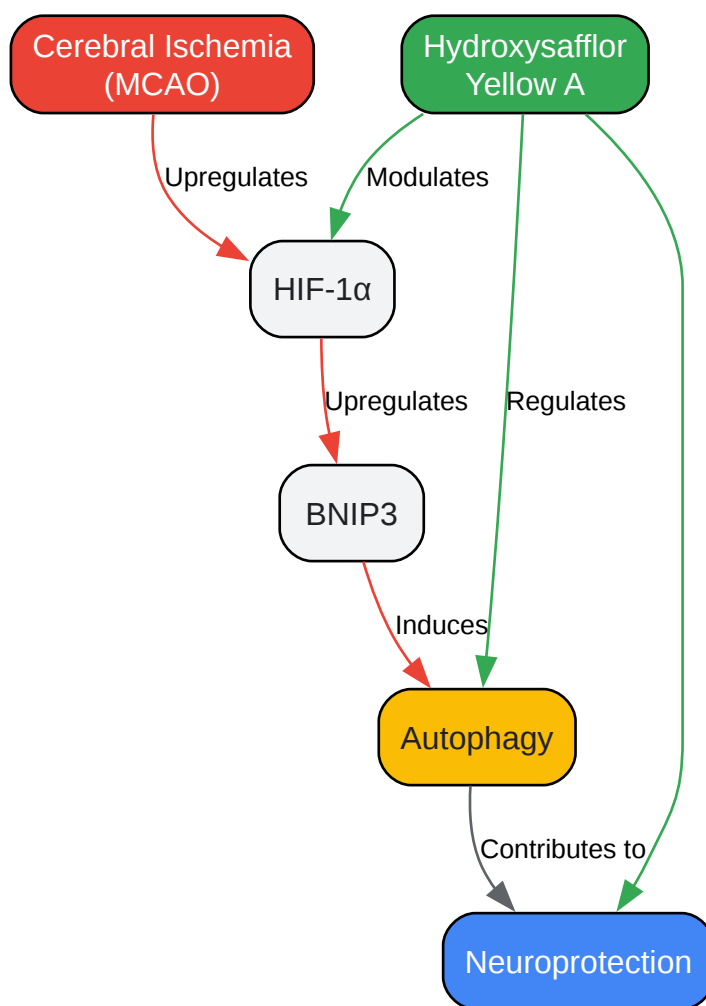 Cerebral Ischemia
(MCAO)
Hydroxysafflor
Yellow A
Upregulates
Modulates
HIF-1α
Upregulates
Regulates
BNIP3
Induces
Autophagy
Contributes to
Neuroprotection